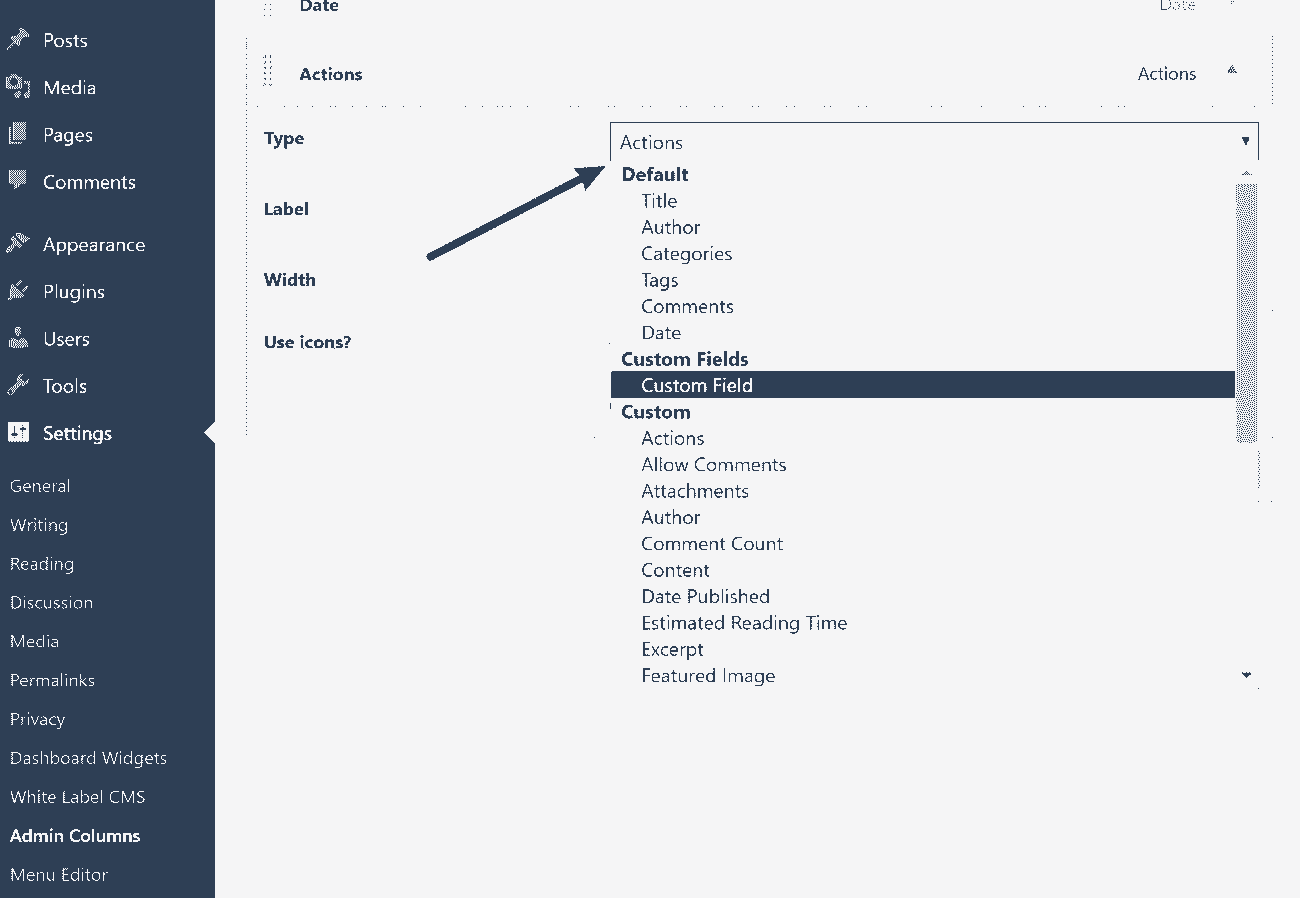 Posts
Media
Pages
Comments
Appearance
Plugins
Users
Tools
Settings
General
Writing
Reading
Discussion
Media
Permalinks
Privacy
Dashboard Widgets
White Label CMS
Admin Columns
Menu Editor
Date Date
Actions Actions
Type
Label
Width
Use icons?
Actions
Default
Title
Author
Categories
Tags
Comments
Date
Custom Fields
Custom Field
Custom
Actions
Allow Comments
Attachments
Author
Comment Count
Content
Date Published
Estimated Reading Time
Excerpt
Featured Image